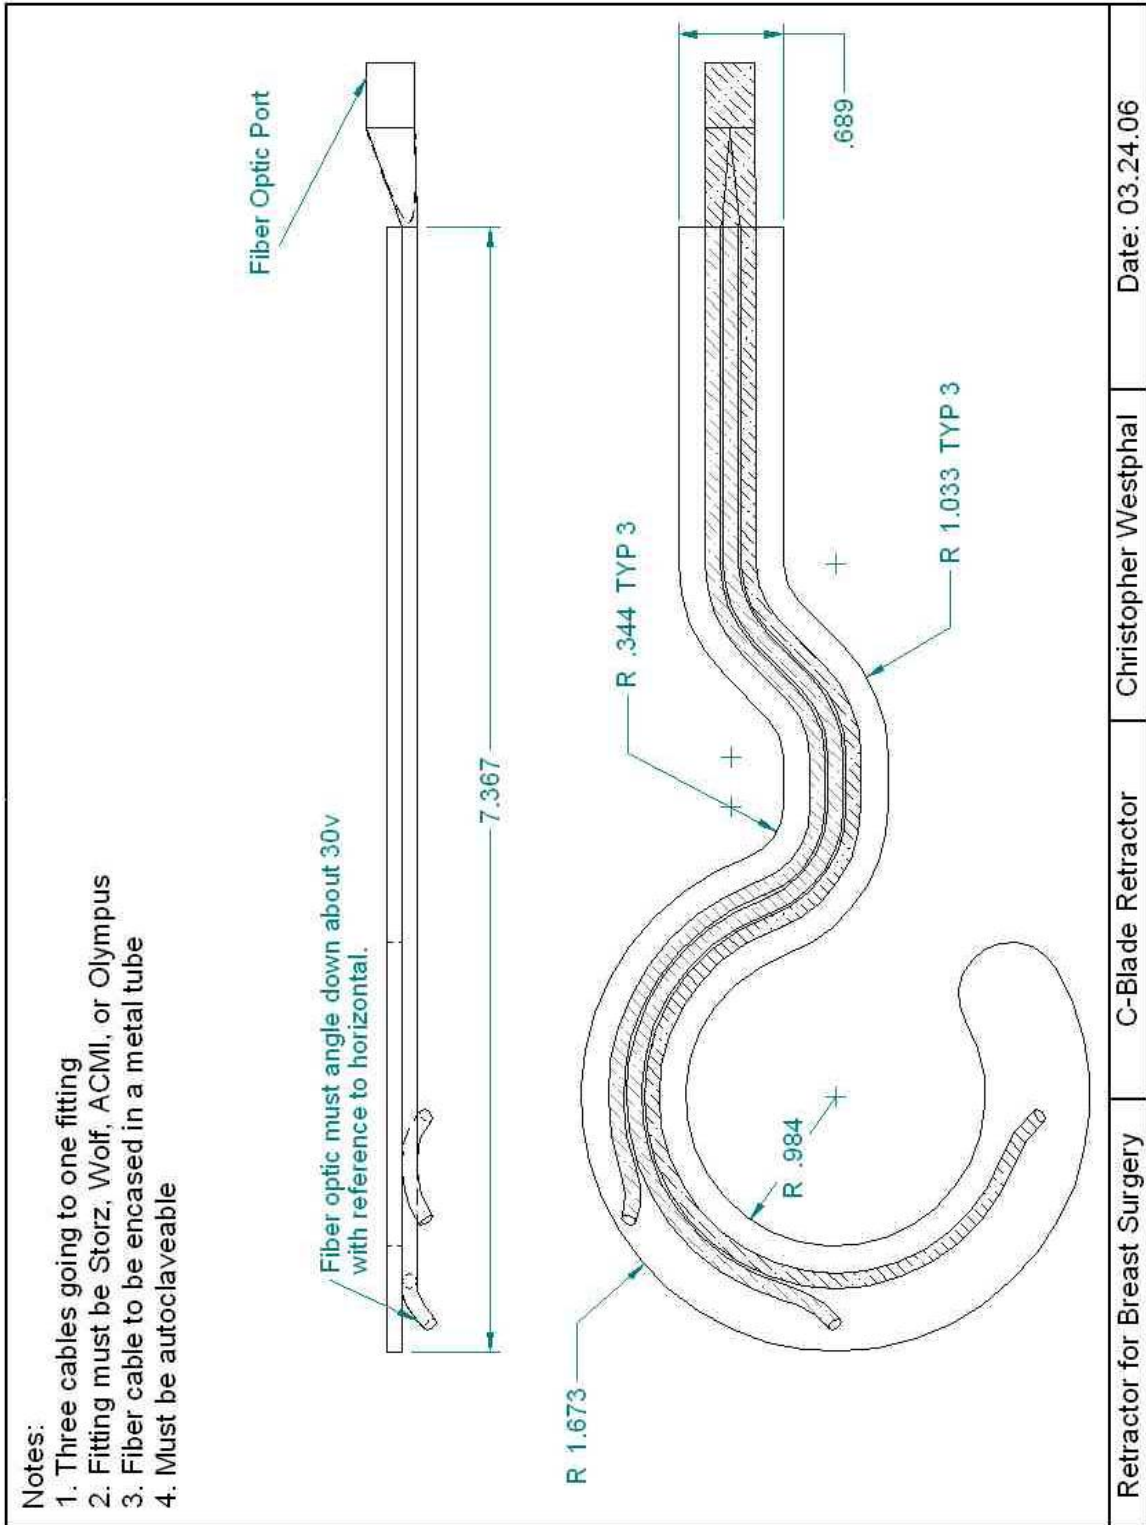 Notes:
1. Three cables going to one fitting
2. Fitting must be Storz, Wolf, ACMI, or Olympus
3. Fiber cable to be encased in a metal tube
4. Must be autoclaveable
Fiber optic must angle down about 30v
with reference to horizontal.
Fiber Optic Port
7.367
R 1.673
R .984
R .344 TYP 3
R 1.033 TYP 3
.689
Retractor for Breast Surgery
C-Blade Retractor
Christopher Westphal
Date: 03.24.06